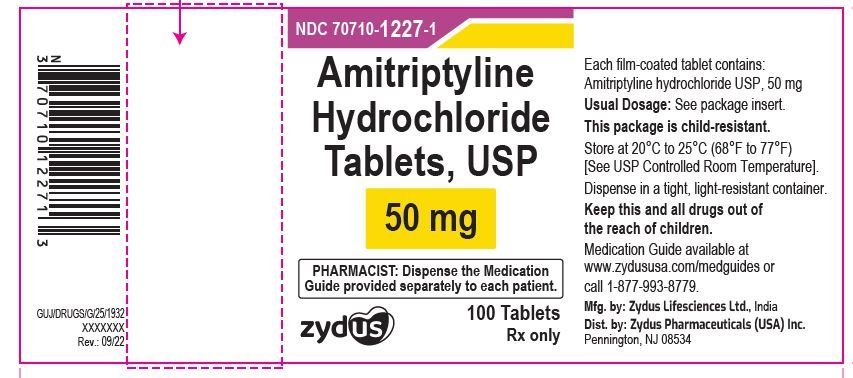 N
3 70710 12271 3
GUJ/DRUGS/G/25/1932
XXXXXXX
Rev.: 09/22
NDC 70710-1227-1
Amitriptyline
Hydrochloride
Tablets, USP
50 mg
PHARMACIST: Dispense the Medication
Guide provided separately to each patient.
zydus
100 Tablets
Rx only
Each film-coated tablet contains:
Amitriptyline hydrochloride USP, 50 mg
Usual Dosage: See package insert.
This package is child-resistant.
Store at 20°C to 25°C (68°F to 77°F)
[See USP Controlled Room Temperature].
Dispense in a tight, light-resistant container.
Keep this and all drugs out of
the reach of children.
Medication Guide available at
www.zydususa.com/medguides or
call 1-877-993-8779.
Mfg. by: Zydus Lifesciences Ltd., India
Dist. by: Zydus Pharmaceuticals (USA) Inc.
Pennington, NJ 08534